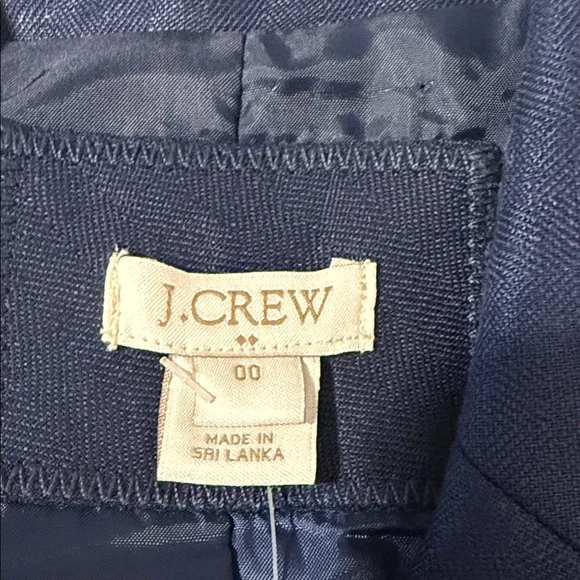 J.CREW
00
MADE IN
SRI LANKA